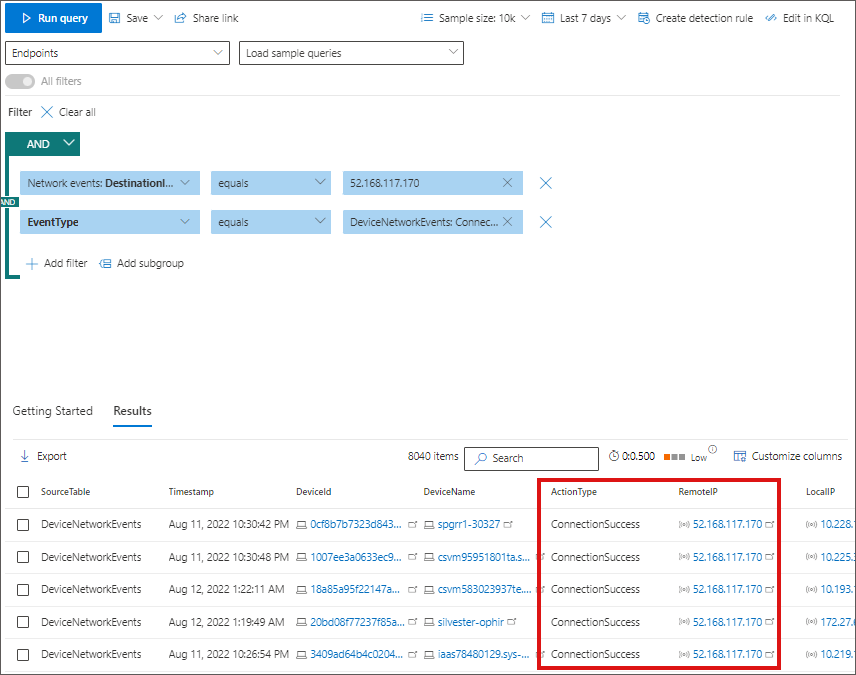 Run query Save Share link Sample size: 10k Last 7 days Create detection rule Edit in KQL
Endpoints Load sample queries
All filters
Filter Clear all
AND
Network events: DestinationI... equals 52.168.117.170
AND
EventType equals DeviceNetworkEvents: Connec...
Add filter Add subgroup
Getting Started Results
Export 8040 items Search 0:0.500 Low Customize columns
SourceTable Timestamp DeviceId DeviceName ActionType RemoteIP LocalIP
DeviceNetworkEvents Aug 11, 2022 10:30:42 PM 0cf8b7b7323d843... spgrr1-30327 ConnectionSuccess 52.168.117.170 10.228.
DeviceNetworkEvents Aug 11, 2022 10:30:48 PM 1007ee3a0633ec9... csvm95951801ta.s... ConnectionSuccess 52.168.117.170 10.225.
DeviceNetworkEvents Aug 12, 2022 1:22:11 AM 18a85a95f22147a... csvm583023937te.... ConnectionSuccess 52.168.117.170 10.193.
DeviceNetworkEvents Aug 12, 2022 1:19:49 AM 20bd08f77237f85a... silvester-ophir ConnectionSuccess 52.168.117.170 172.27.
DeviceNetworkEvents Aug 11, 2022 10:26:54 PM 3409ad64b4c0204... iaas78480129.sys-... ConnectionSuccess 52.168.117.170 10.219.